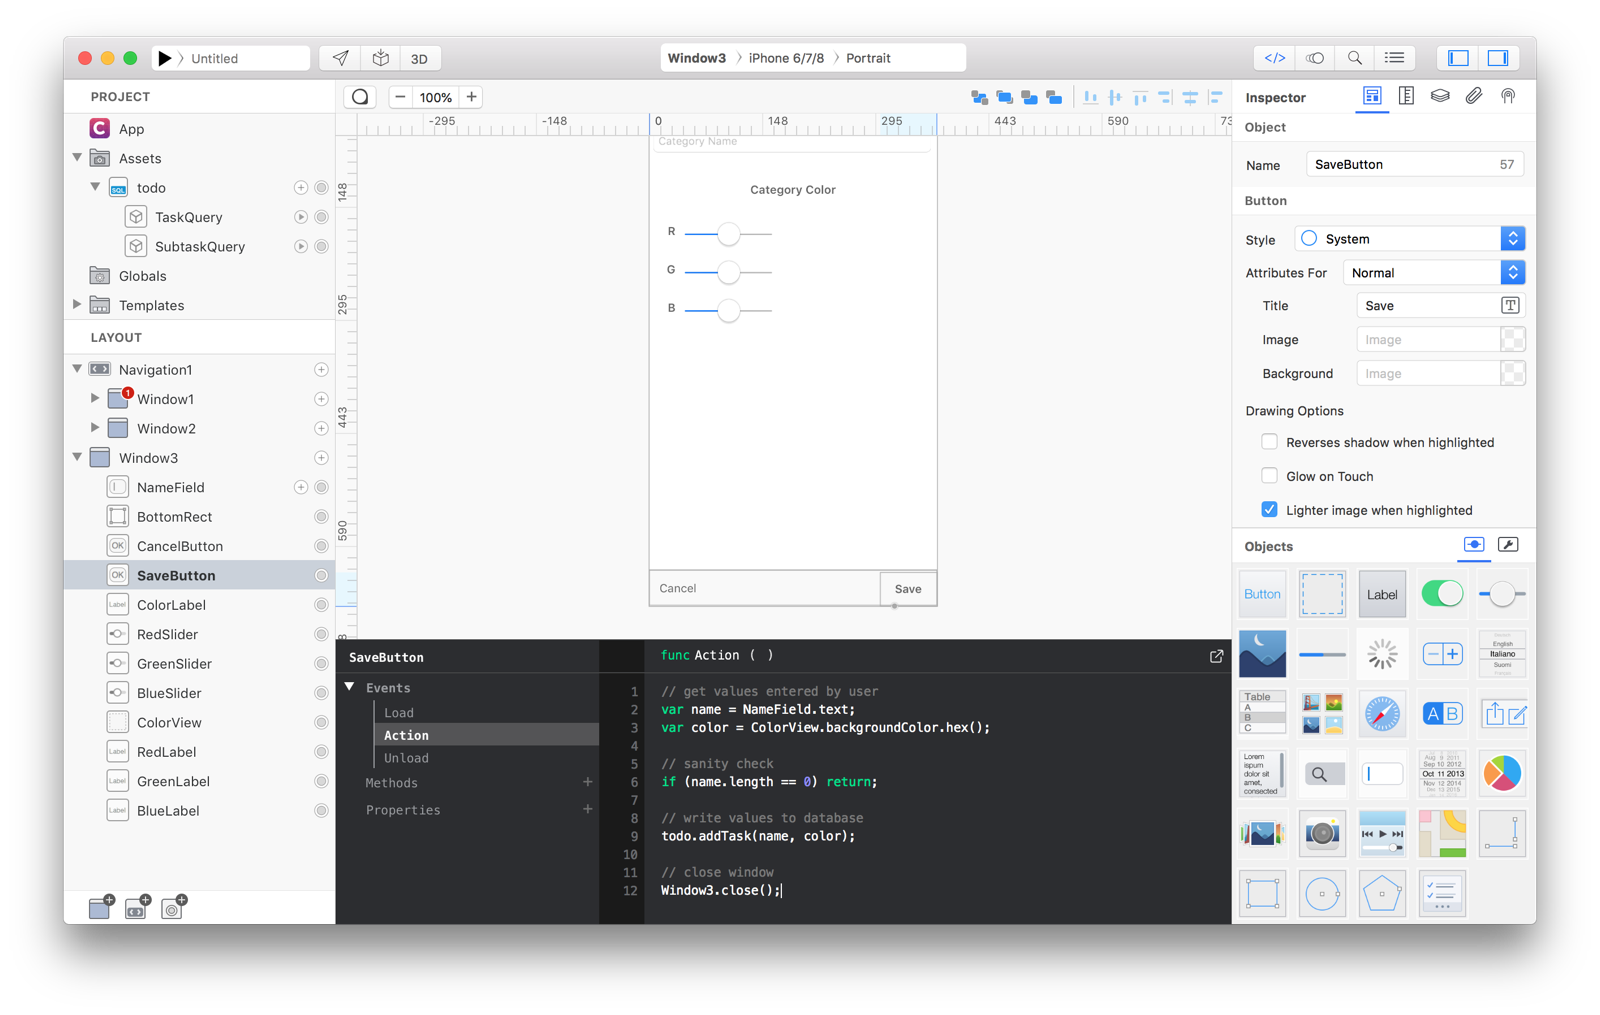 Untitled
3D
Window3 〉 iPhone 6/7/8 〉 Portrait
</>
PROJECT
App
Assets
SQL
todo
TaskQuery
SubtaskQuery
Globals
Templates
LAYOUT
Navigation1
1
Window1
Window2
Window3
NameField
BottomRect
OK
CancelButton
OK
SaveButton
Label
ColorLabel
RedSlider
GreenSlider
BlueSlider
ColorView
Label
RedLabel
Label
GreenLabel
Label
BlueLabel
100%
-295 -148 0 148 295 443 590
148
295
443
590
Category Name
Category Color
R
G
B
Cancel
Save
SaveButton
Events
Load
Action
Unload
Methods +
Properties +
func Action ( )
1 // get values entered by user
2 var name = NameField.text;
3 var color = ColorView.backgroundColor.hex();
4
5 // sanity check
6 if (name.length == 0) return;
7
8 // write values to database
9 todo.addTask(name, color);
10
11 // close window
12 Window3.close();
Inspector
Object
Name SaveButton 57
Button
Style System
Attributes For Normal
Title Save T
Image Image
Background Image
Drawing Options
Reverses shadow when highlighted
Glow on Touch
Lighter image when highlighted
Objects
Button
Label
English
Italiano
Suomi
Table
A
B
C
A B
Lorem
ipsum
dolor sit
amet,
consected
Sep 10 2012
Oct 11 2013
Nov 12 2014